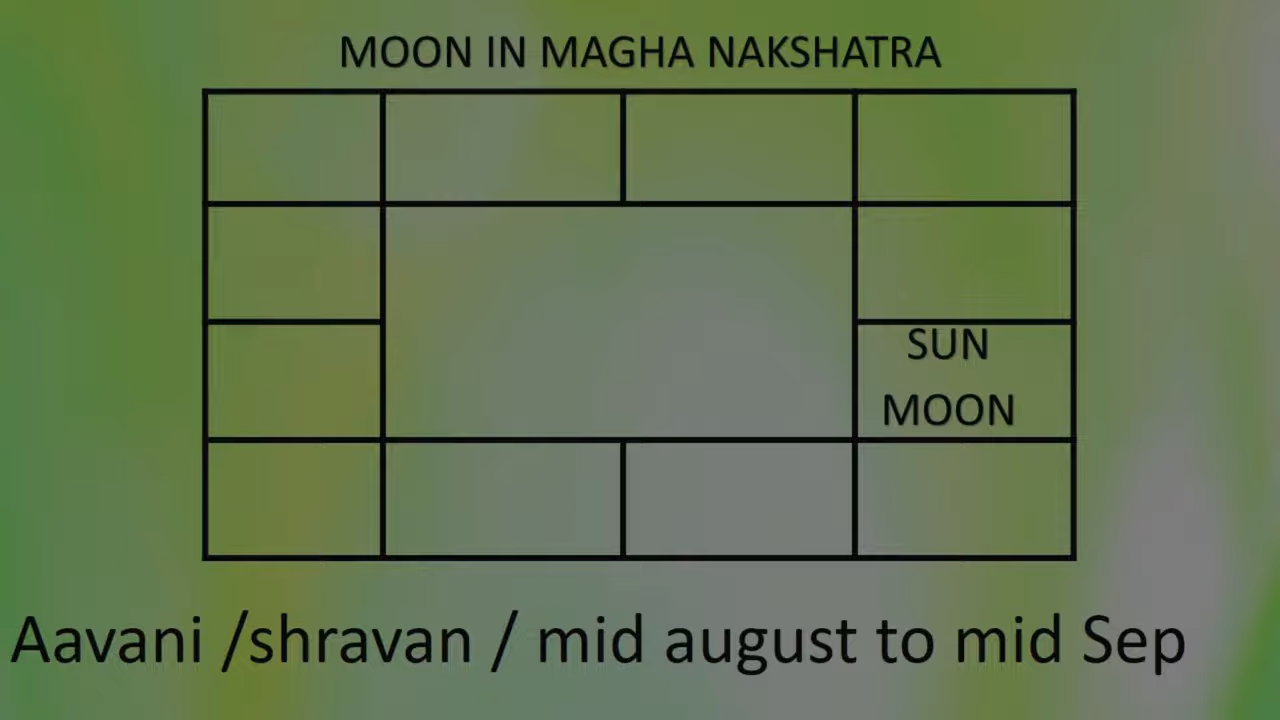 MOON IN MAGHA NAKSHATRA
SUN
MOON
Aavani /shravan / mid august to mid Sep